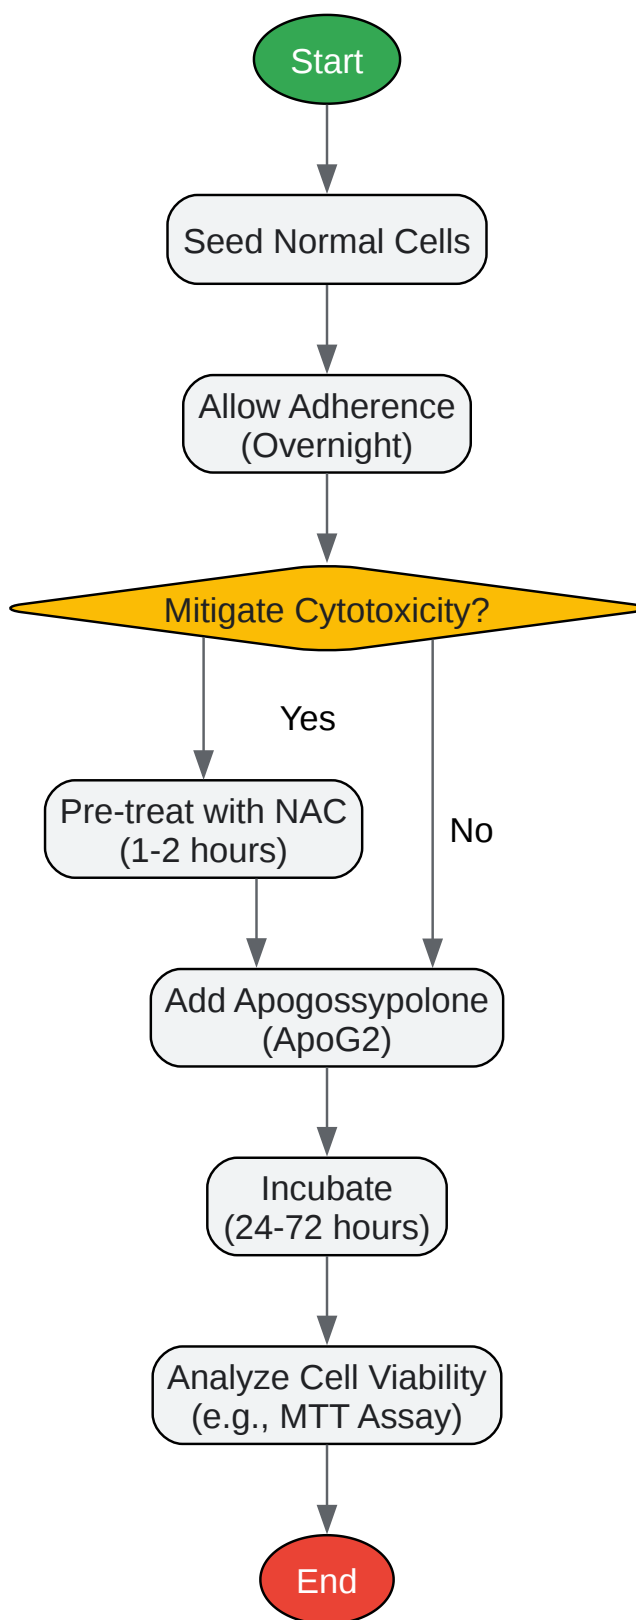 Start
Seed Normal Cells
Allow Adherence
(Overnight)
Mitigate Cytotoxicity?
Yes
Pre-treat with NAC
(1-2 hours)
No
Add Apogossypolone
(ApoG2)
Incubate
(24-72 hours)
Analyze Cell Viability
(e.g., MTT Assay)
End